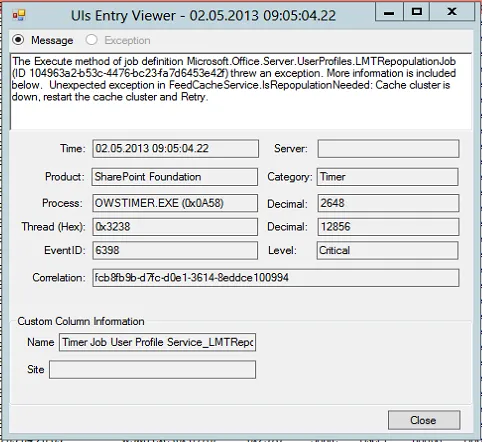 Uls Entry Viewer - 02.05.2013 09:05:04.22
Message Exception
The Execute method of job definition Microsoft.Office.Server.UserProfiles.LMTRepopulationJob
(ID 104963a2-b53c-4476-bc23-fa7d6453e42f) threw an exception. More information is included
below. Unexpected exception in FeedCacheService.IsRepopulationNeeded: Cache cluster is
down, restart the cache cluster and Retry.
Time: 02.05.2013 09:05:04.22 Server:
Product: SharePoint Foundation Category: Timer
Process: OWSTIMER.EXE (0x0A58) Decimal: 2648
Thread (Hex): 0x3238 Decimal: 12856
EventID: 6398 Level: Critical
Correlation: fcb8fb9b-d7fc-d0e1-3614-8eddce100994
Custom Column Information
Name Timer Job User Profile Service_LMTRepc
Site
Close